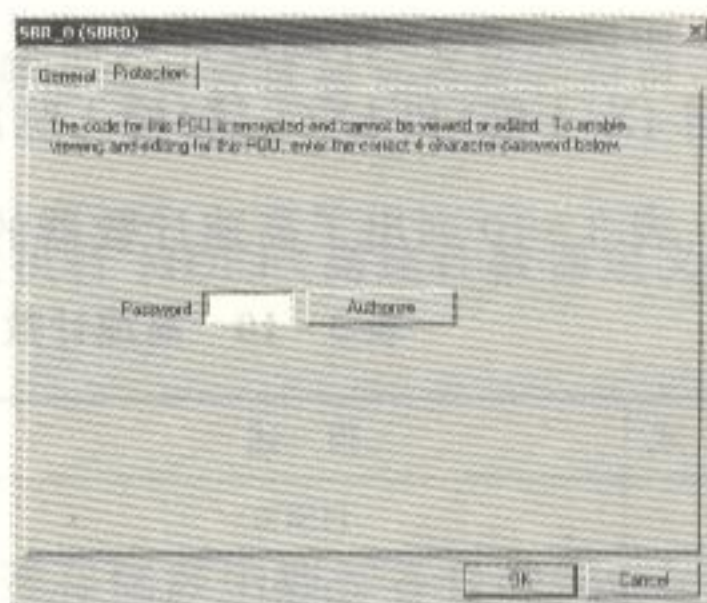 SBR_0 (SBR0)
General Protection
The code for this POU is encrypted and cannot be viewed or edited. To enable
viewing and editing for this POU, enter the correct 4 character password below.
Password Authorize
OK Cancel